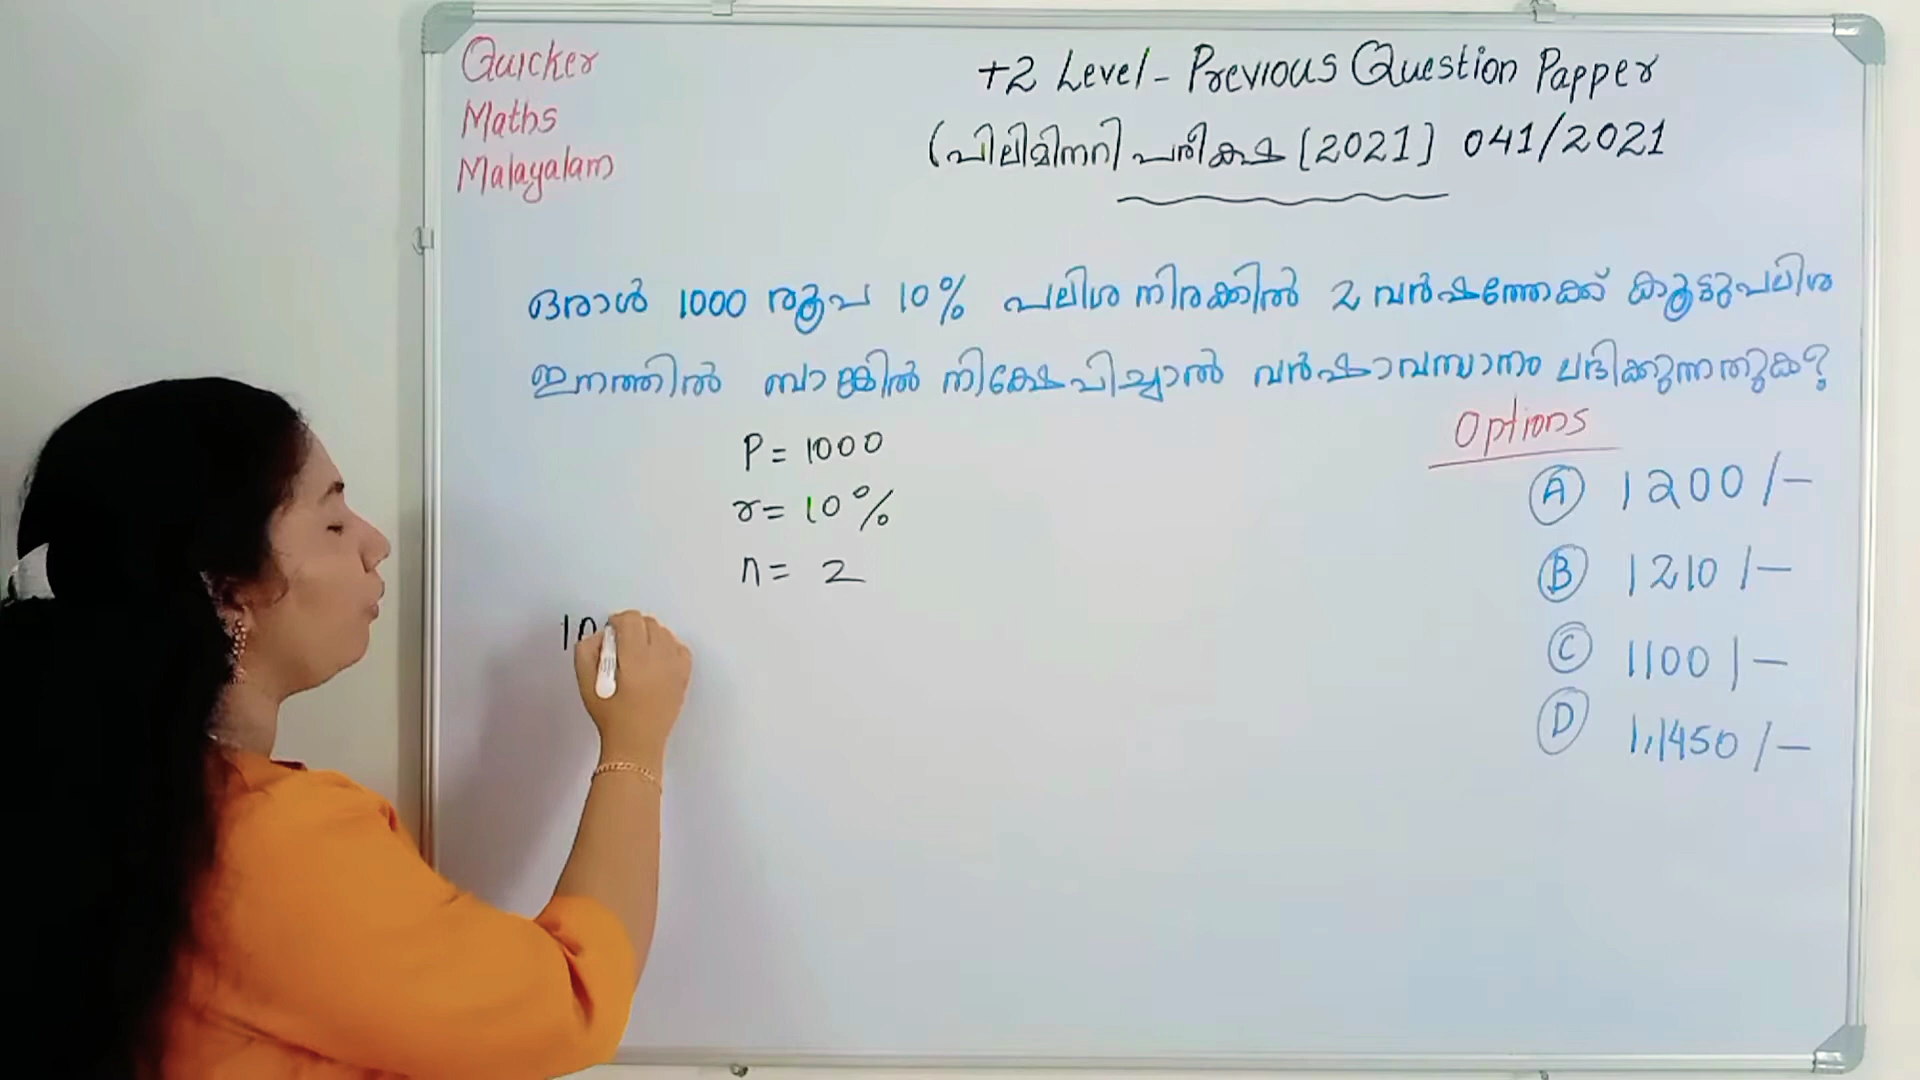 Quicker
Maths
Malayalam
+2 Level - Previous Question Papper
(പിലിമിനറി) പരീക്ഷ [2021] 041/2021
ഒരാൾ 1000 രൂപ 10% പലിശ നിരക്കിൽ 2 വർഷത്തേക്ക് കൂട്ടുപലിശ
ഇനത്തിൽ ബാങ്കിൽ നിക്ഷേപിച്ചാൽ വർഷാവസാനം ലഭിക്കുന്നതുക?
P = 1000
r = 10%
n = 2
Options
A 1200/-
B 1210/-
C 1100/-
D 1,1450/-